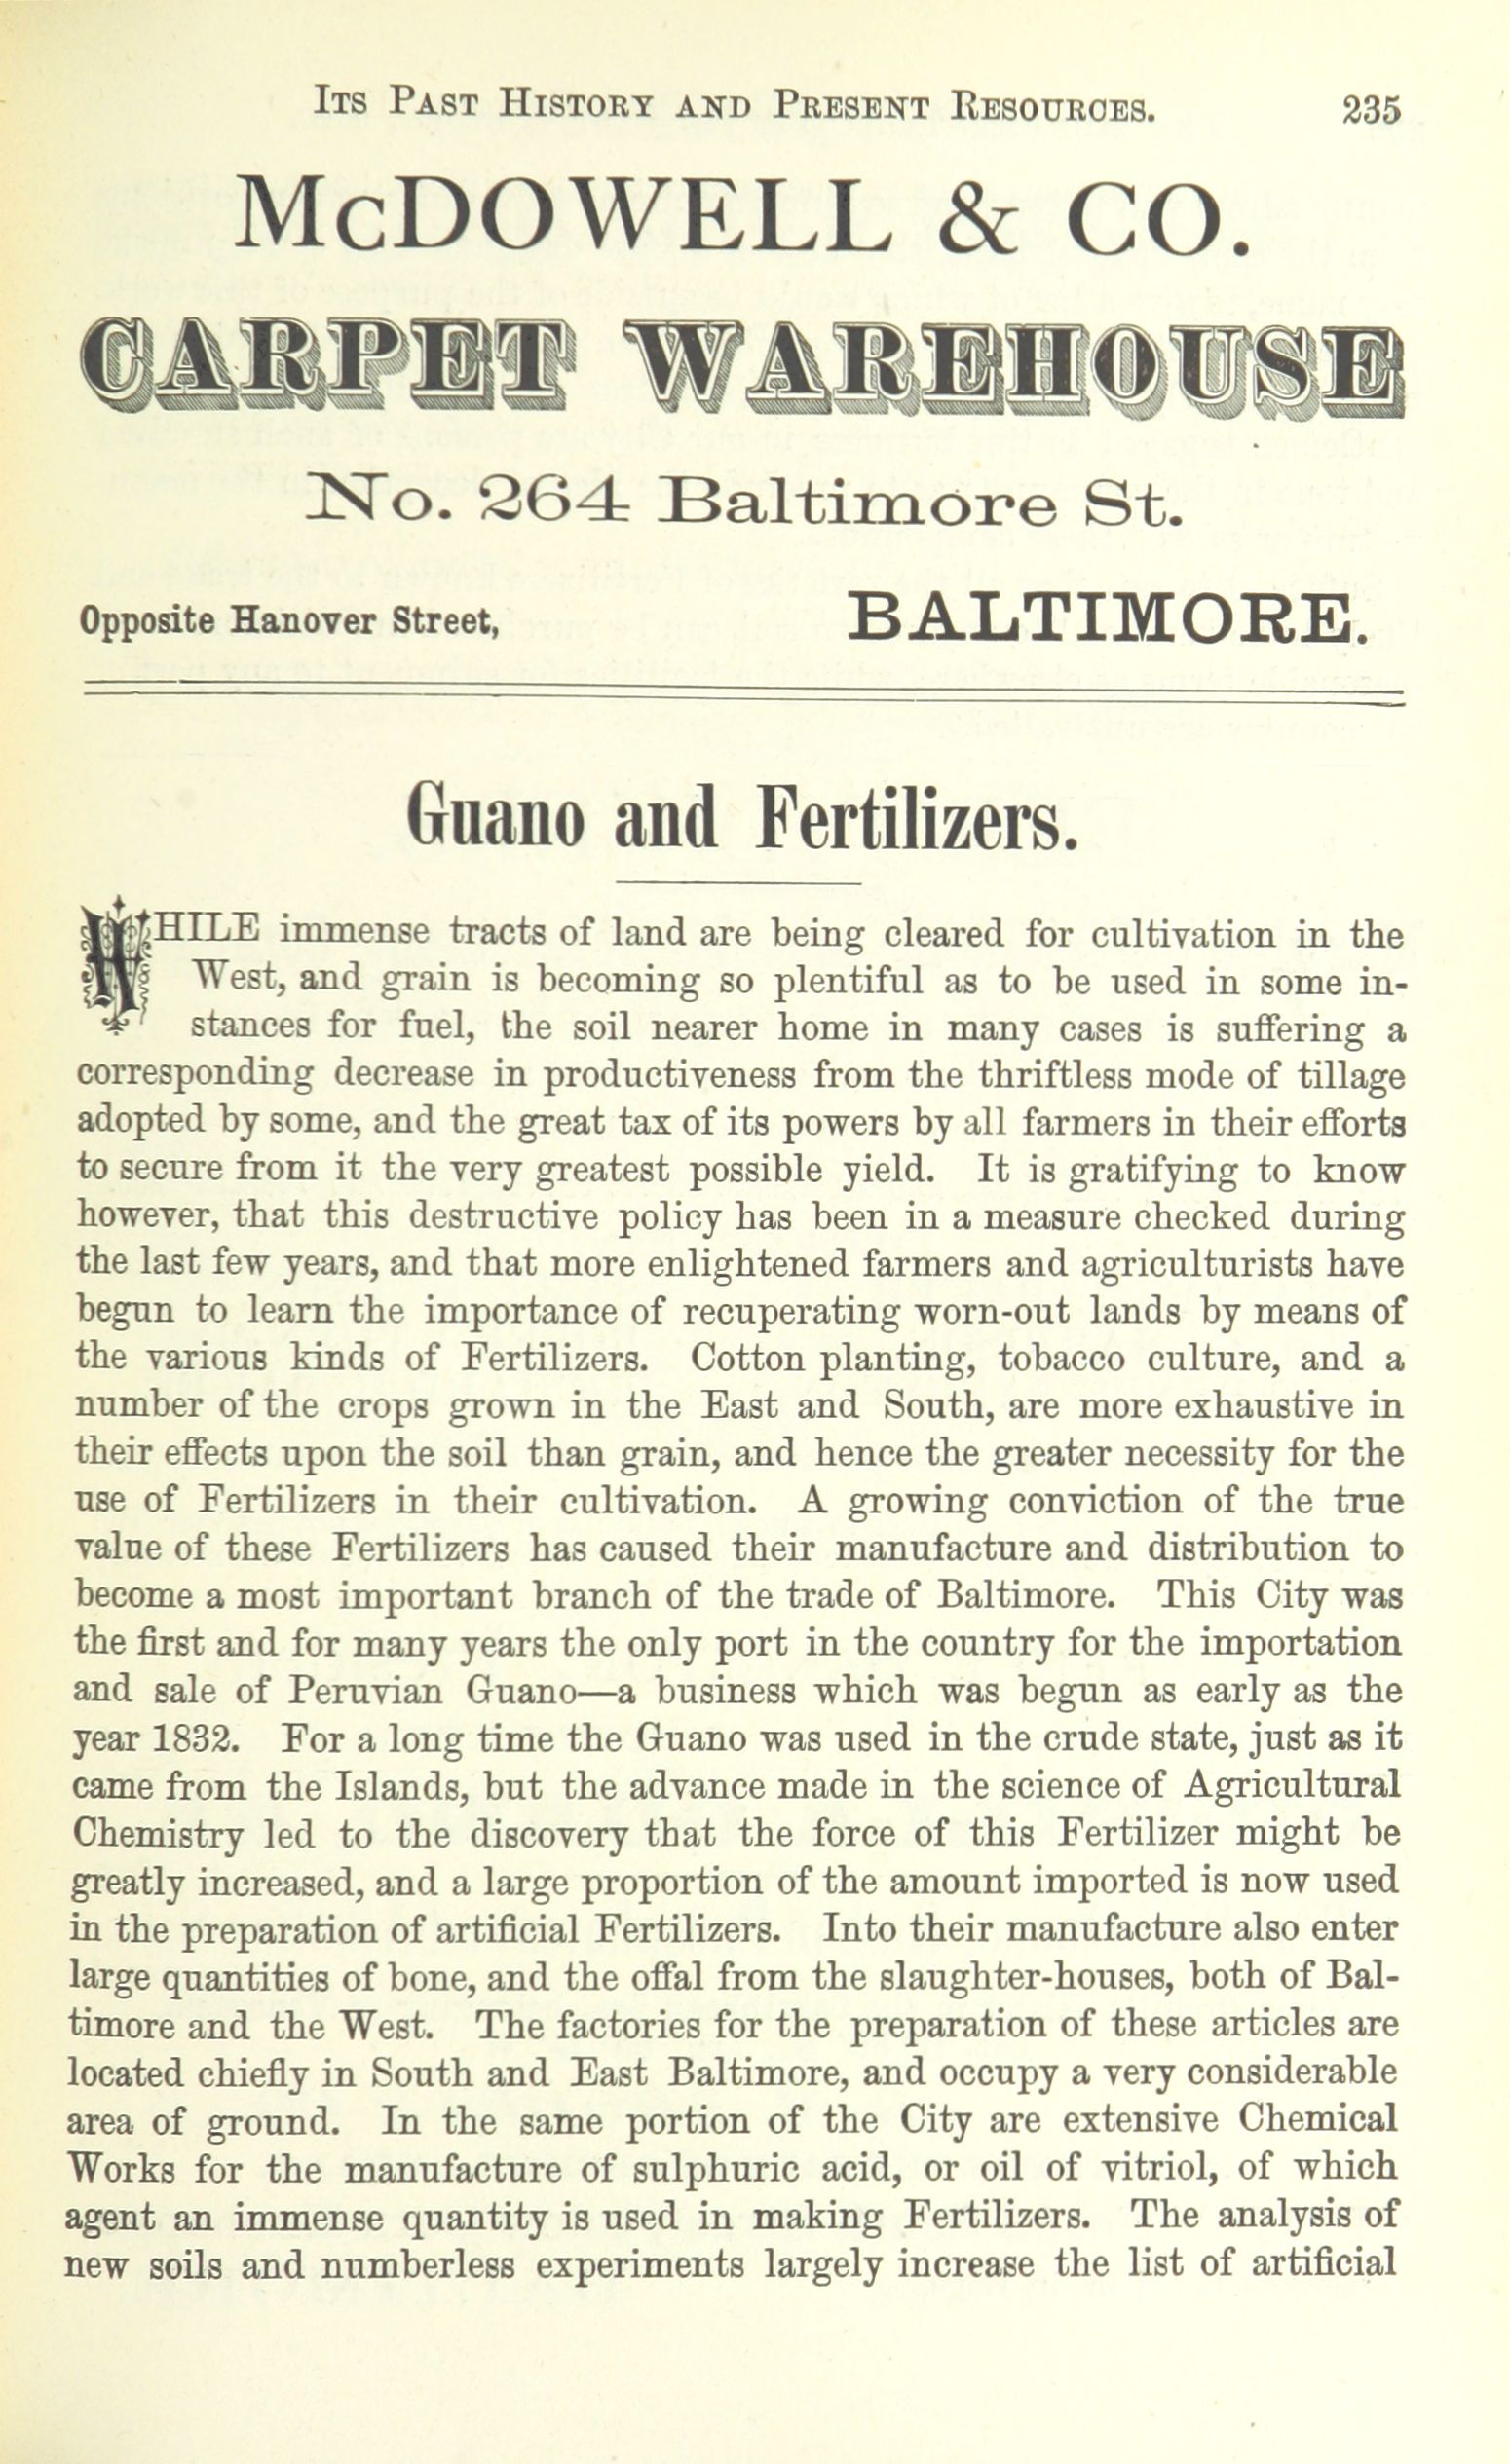 Its Past History and Present Resources. 235
McDOWELL & CO.
CARPET WAREHOUSE
No. 264 Baltimore St.
Opposite Hanover Street, BALTIMORE.
Guano and Fertilizers.
WHILE immense tracts of land are being cleared for cultivation in the
West, and grain is becoming so plentiful as to be used in some in-
stances for fuel, the soil nearer home in many cases is suffering a
corresponding decrease in productiveness from the thriftless mode of tillage
adopted by some, and the great tax of its powers by all farmers in their efforts
to secure from it the very greatest possible yield. It is gratifying to know
however, that this destructive policy has been in a measure checked during
the last few years, and that more enlightened farmers and agriculturists have
begun to learn the importance of recuperating worn-out lands by means of
the various kinds of Fertilizers. Cotton planting, tobacco culture, and a
number of the crops grown in the East and South, are more exhaustive in
their effects upon the soil than grain, and hence the greater necessity for the
use of Fertilizers in their cultivation. A growing conviction of the true
value of these Fertilizers has caused their manufacture and distribution to
become a most important branch of the trade of Baltimore. This City was
the first and for many years the only port in the country for the importation
and sale of Peruvian Guano—a business which was begun as early as the
year 1832. For a long time the Guano was used in the crude state, just as it
came from the Islands, but the advance made in the science of Agricultural
Chemistry led to the discovery that the force of this Fertilizer might be
greatly increased, and a large proportion of the amount imported is now used
in the preparation of artificial Fertilizers. Into their manufacture also enter
large quantities of bone, and the offal from the slaughter-houses, both of Bal-
timore and the West. The factories for the preparation of these articles are
located chiefly in South and East Baltimore, and occupy a very considerable
area of ground. In the same portion of the City are extensive Chemical
Works for the manufacture of sulphuric acid, or oil of vitriol, of which
agent an immense quantity is used in making Fertilizers. The analysis of
new soils and numberless experiments largely increase the list of artificial